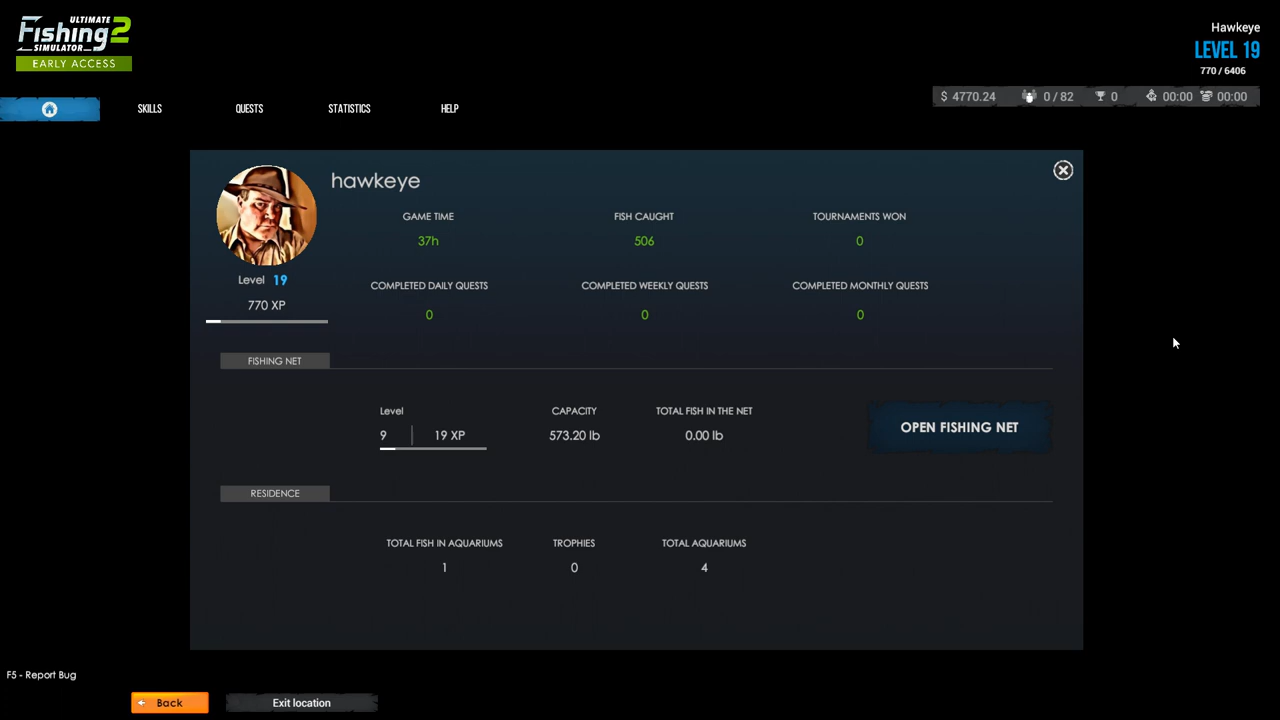 ULTIMATE
Fishing 2
SIMULATOR
EARLY ACCESS
Hawkeye
LEVEL 19
770 / 6406
$ 4770.24 0 / 82 0 00:00 00:00
SKILLS QUESTS STATISTICS HELP
hawkeye
GAME TIME FISH CAUGHT TOURNAMENTS WON
37h 506 0
Level 19
COMPLETED DAILY QUESTS COMPLETED WEEKLY QUESTS COMPLETED MONTHLY QUESTS
770 XP
0 0 0
FISHING NET
Level CAPACITY TOTAL FISH IN THE NET
9 19 XP 573.20 lb 0.00 lb
OPEN FISHING NET
RESIDENCE
TOTAL FISH IN AQUARIUMS TROPHIES TOTAL AQUARIUMS
1 0 4
F5 - Report Bug
Back Exit location